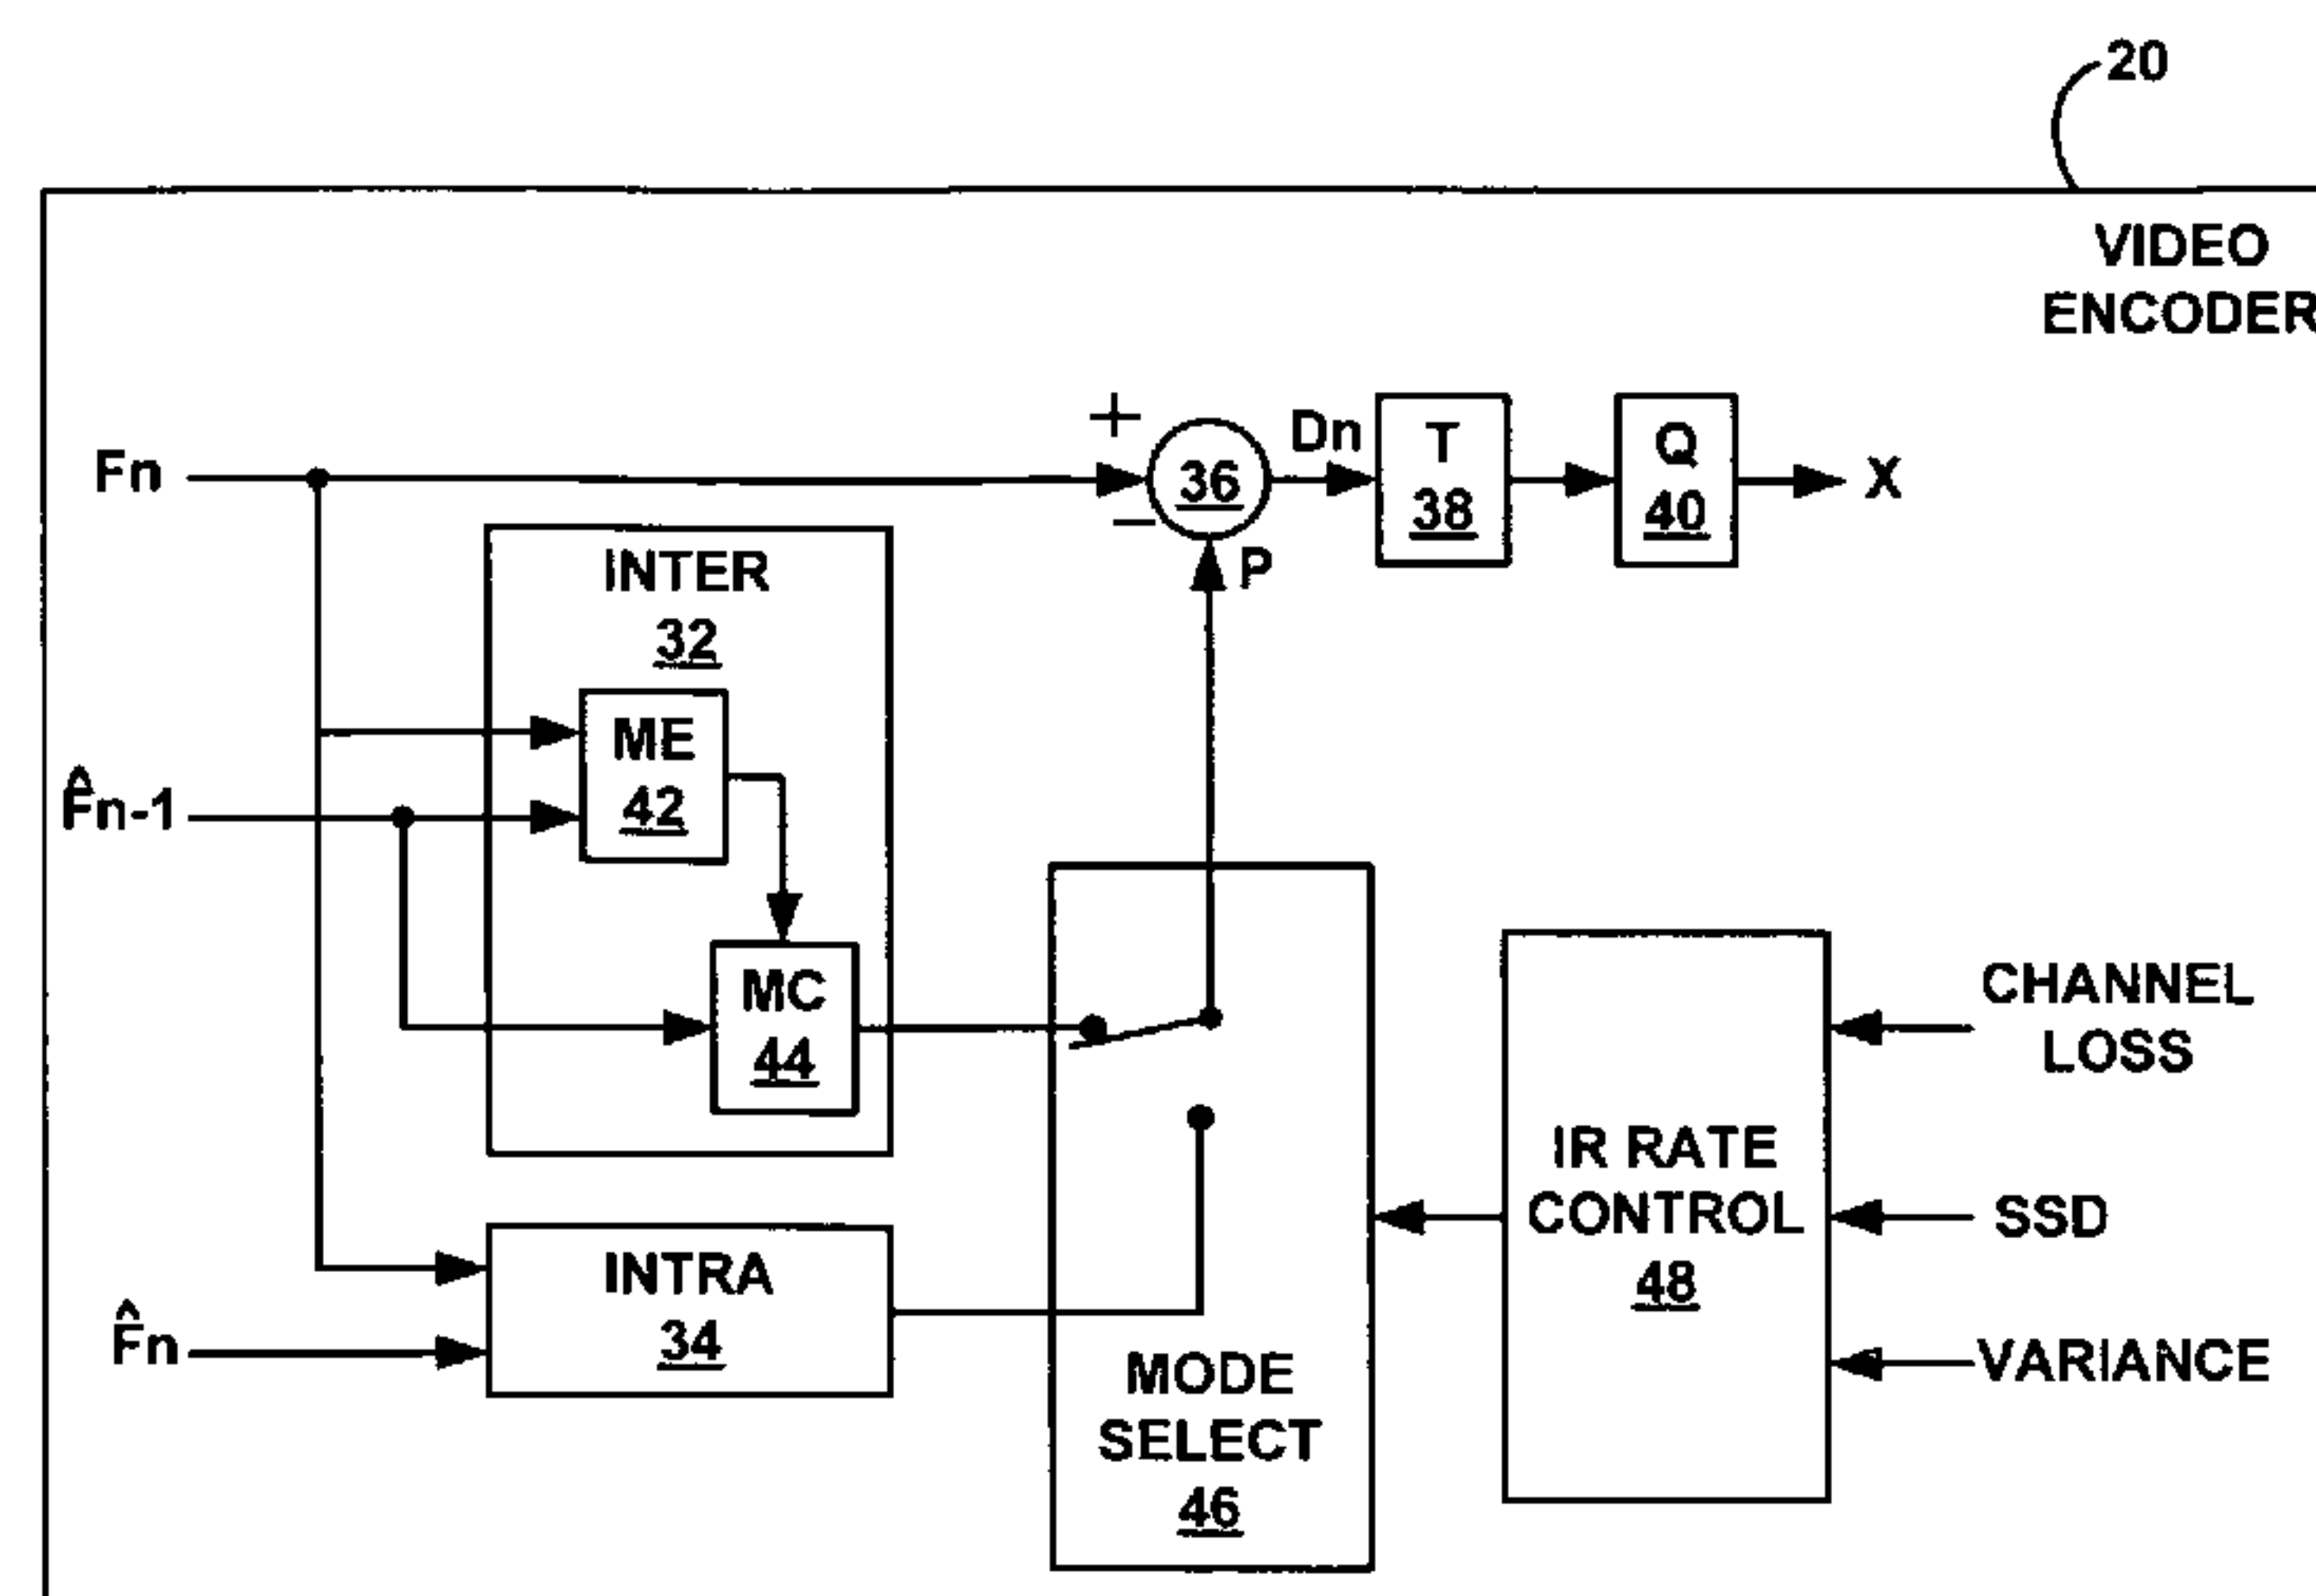 20
VIDEO
ENCODER
Fn
+
−
36
P
Dn
T
38
Q
40
X
INTER
32
ME
42
F̂n-1
MC
44
INTRA
34
F̂n
MODE
SELECT
46
IR RATE
CONTROL
48
CHANNEL
LOSS
SSD
VARIANCE